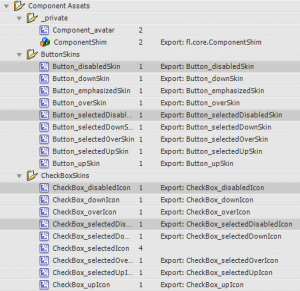 Component Assets
_private
Component_avatar 2
ComponentShim 2 Export: fl.core.ComponentShim
ButtonSkins
Button_disabledSkin 1 Export: Button_disabledSkin
Button_downSkin 1 Export: Button_downSkin
Button_emphasizedSkin 1 Export: Button_emphasizedSkin
Button_overSkin 1 Export: Button_overSkin
Button_selectedDisabl... 1 Export: Button_selectedDisabledSkin
Button_selectedDownS... 1 Export: Button_selectedDownSkin
Button_selectedOverSkin 1 Export: Button_selectedOverSkin
Button_selectedUpSkin 1 Export: Button_selectedUpSkin
Button_upSkin 1 Export: Button_upSkin
CheckBoxSkins
CheckBox_disabledIcon 1 Export: CheckBox_disabledIcon
CheckBox_downIcon 1 Export: CheckBox_downIcon
CheckBox_overIcon 1 Export: CheckBox_overIcon
CheckBox_selectedDis... 1 Export: CheckBox_selectedDisabledIcon
CheckBox_selectedDo... 1 Export: CheckBox_selectedDownIcon
CheckBox_selectedIcon 4
CheckBox_selectedOve... 1 Export: CheckBox_selectedOverIcon
CheckBox_selectedUpI... 1 Export: CheckBox_selectedUpIcon
CheckBox_upIcon 1 Export: CheckBox_upIcon